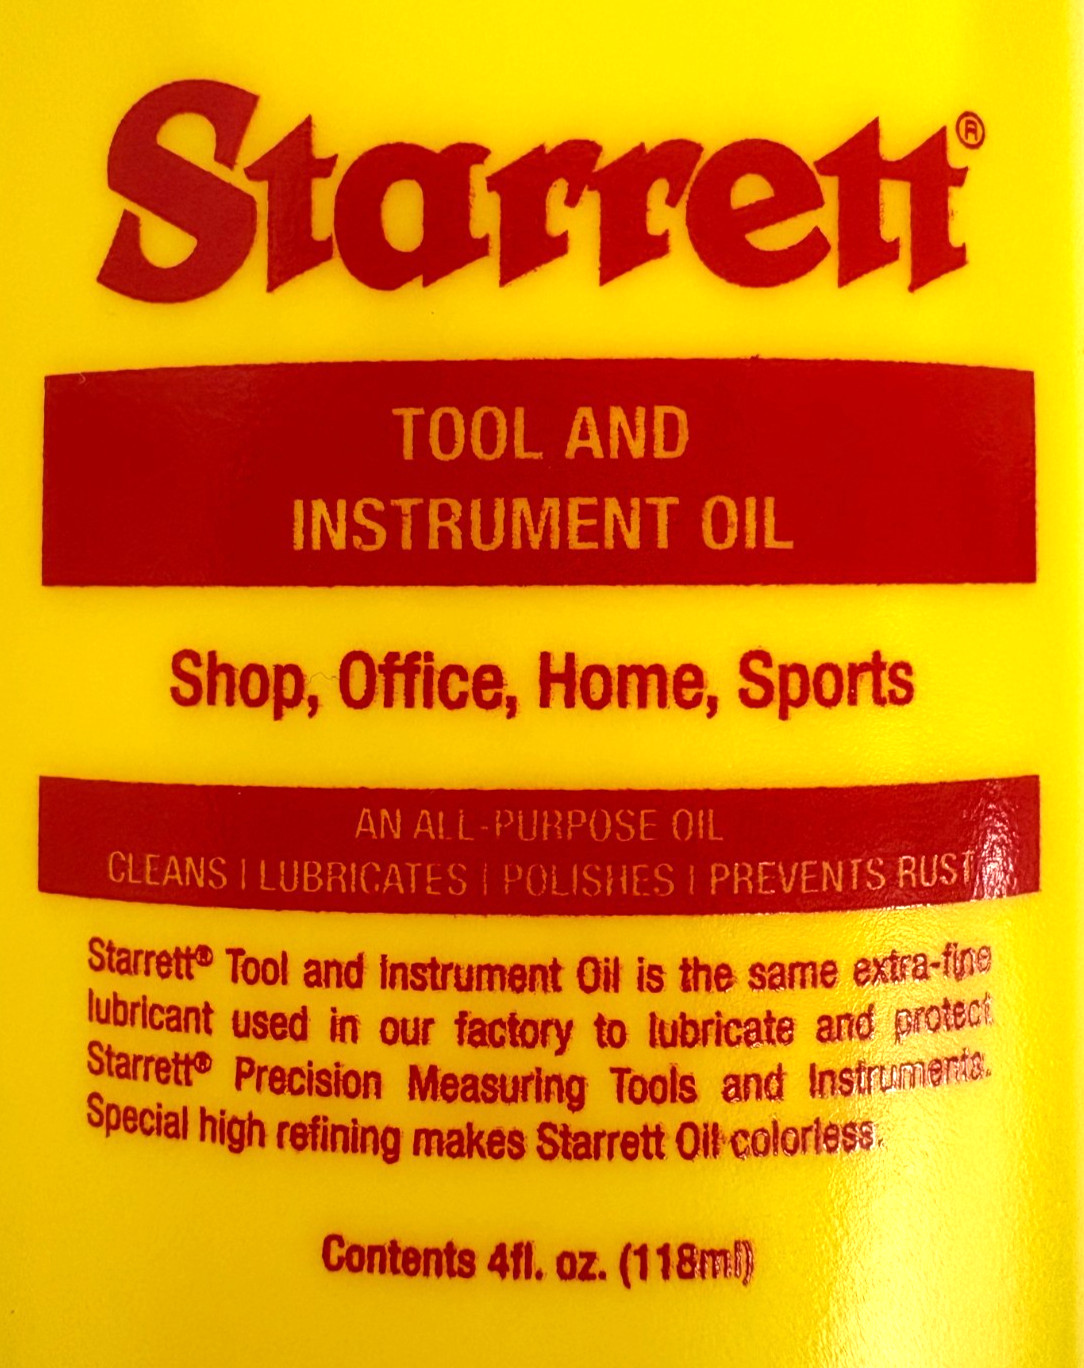 Starrett®
TOOL AND
INSTRUMENT OIL
Shop, Office, Home, Sports
AN ALL-PURPOSE OIL
CLEANS | LUBRICATES | POLISHES | PREVENTS RUST
Starrett® Tool and Instrument Oil is the same extra-fine
lubricant used in our factory to lubricate and protect
Starrett® Precision Measuring Tools and Instruments.
Special high refining makes Starrett Oil colorless.
Contents 4fl. oz. (118ml)